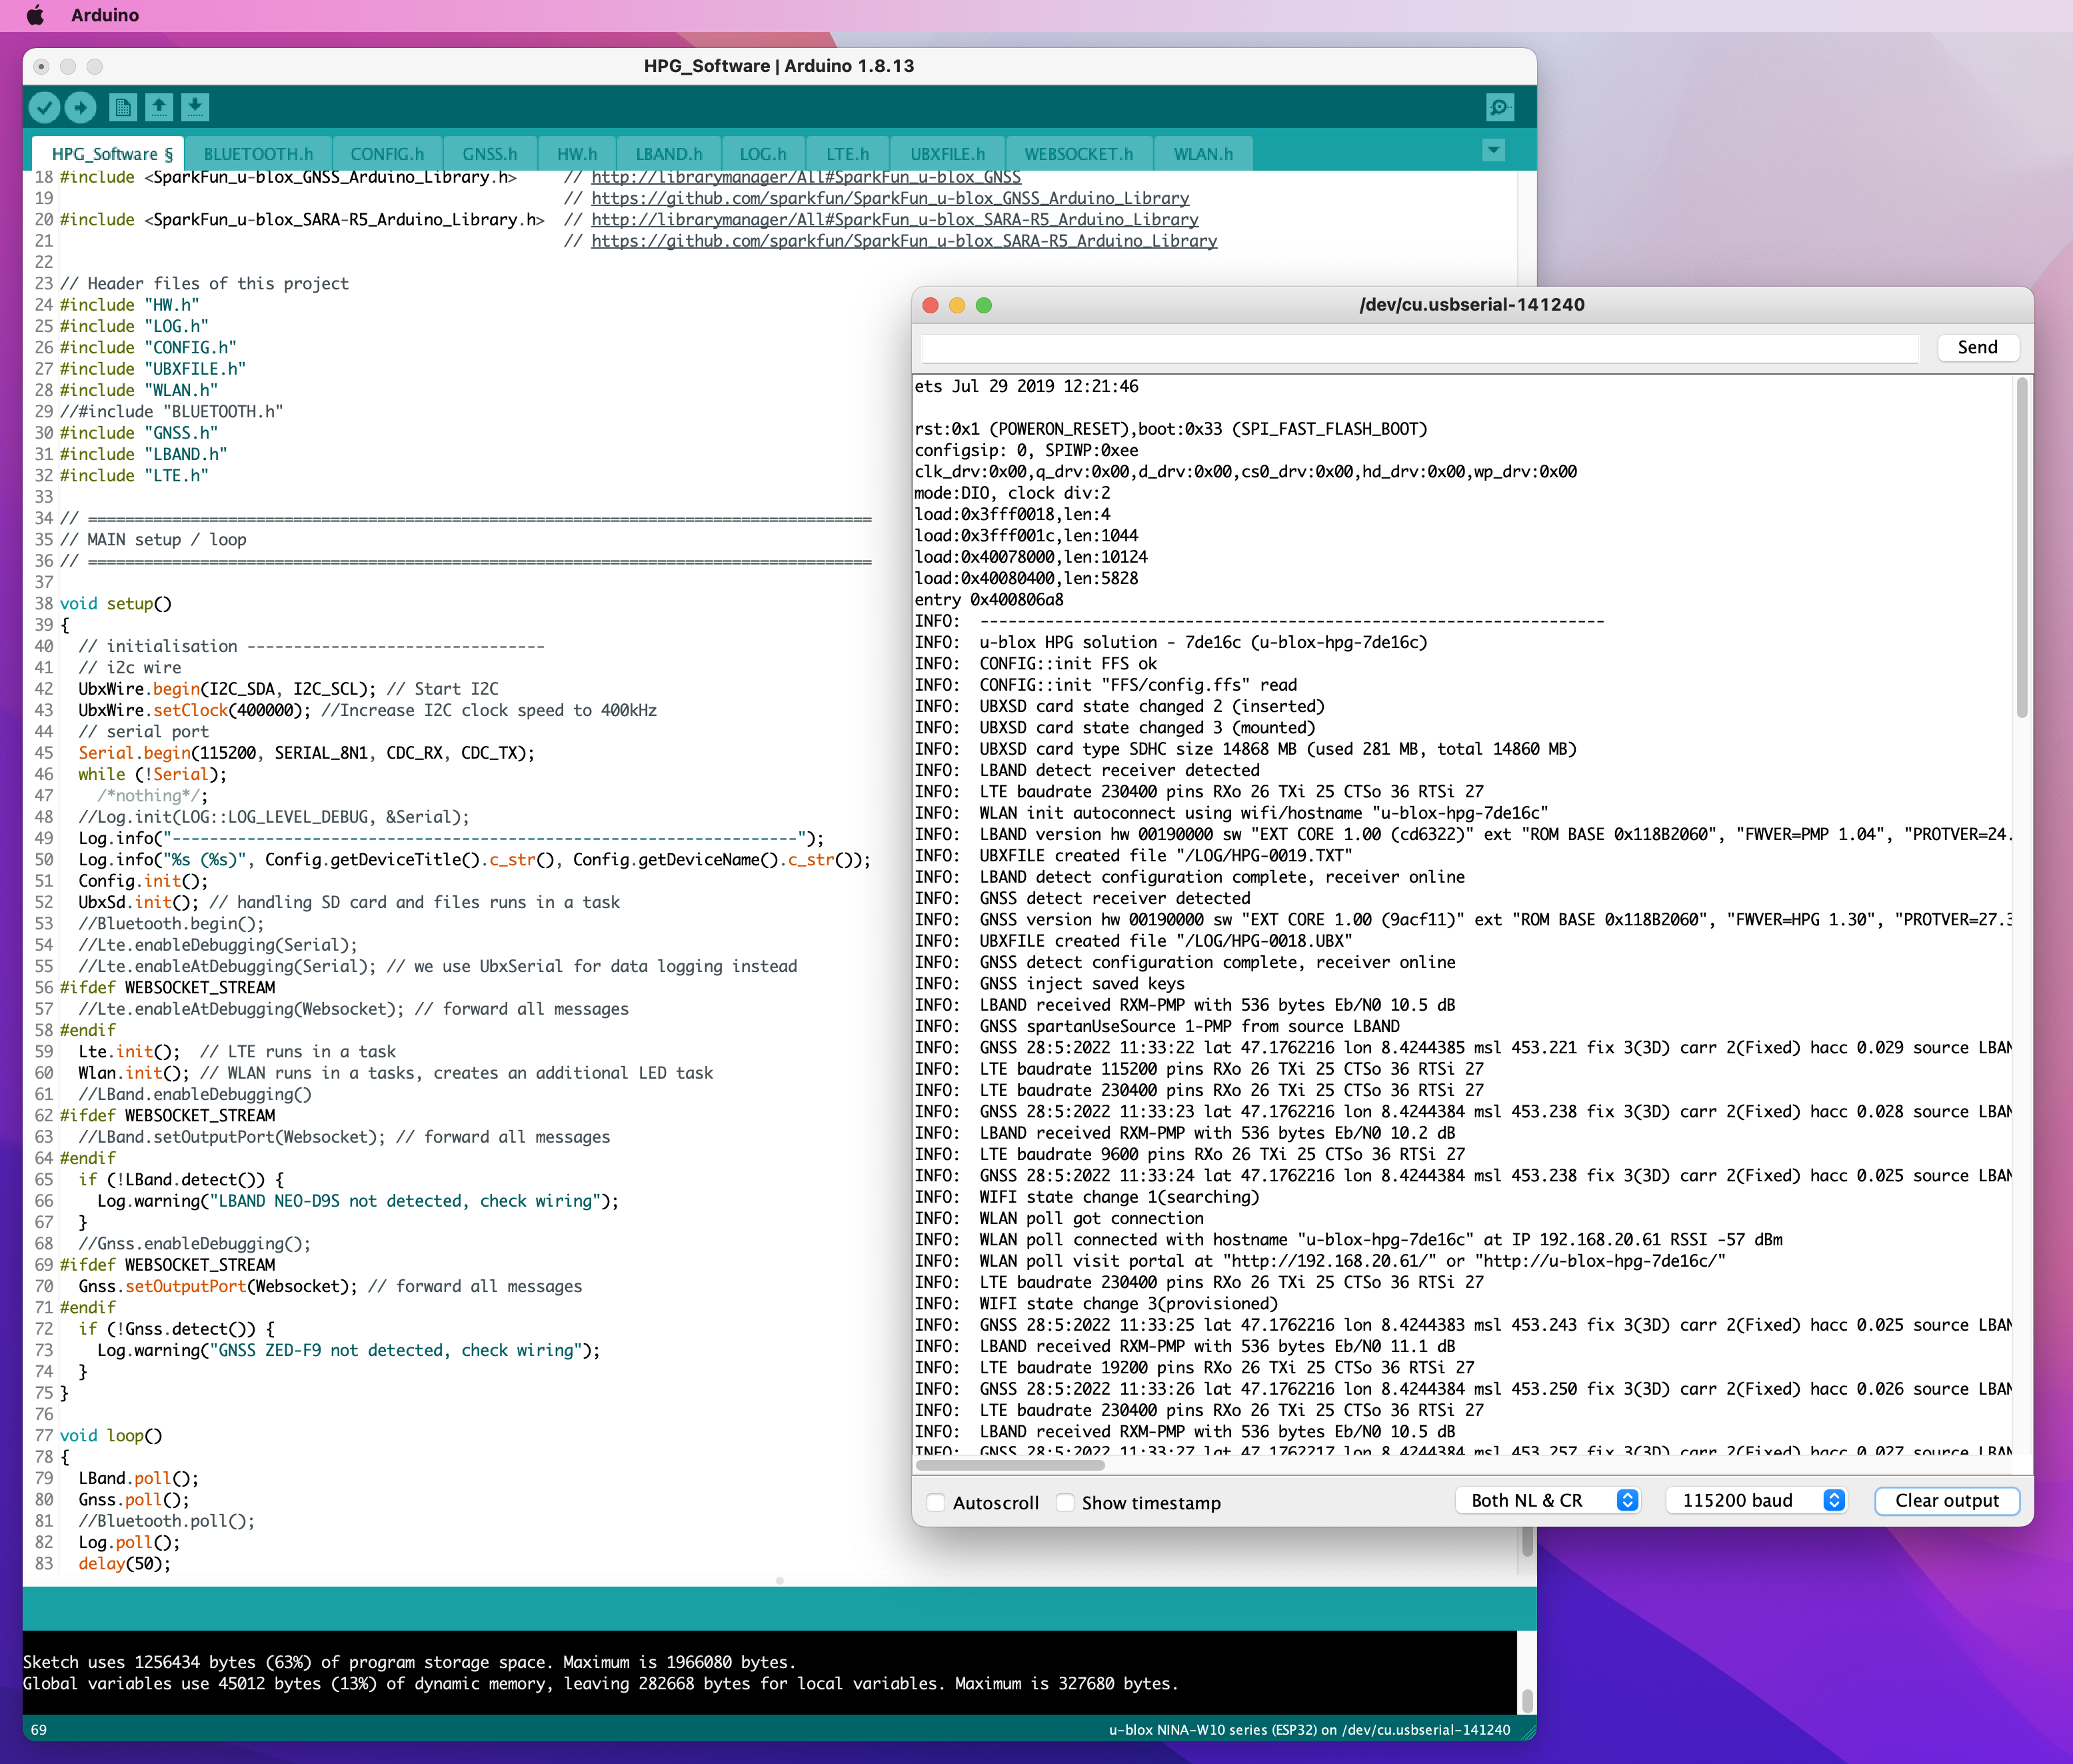 Arduino
HPG_Software | Arduino 1.8.13
HPG_Software §
BLUETOOTH.h
CONFIG.h
GNSS.h
HW.h
LBAND.h
LOG.h
LTE.h
UBXFILE.h
WEBSOCKET.h
WLAN.h
18 #include <SparkFun_u-blox_GNSS_Arduino_Library.h> // http://librarymanager/All#SparkFun_u-blox_GNSS
19 // https://github.com/sparkfun/SparkFun_u-blox_GNSS_Arduino_Library
20 #include <SparkFun_u-blox_SARA-R5_Arduino_Library.h> // http://librarymanager/All#SparkFun_u-blox_SARA-R5_Arduino_Library
21 // https://github.com/sparkfun/SparkFun_u-blox_SARA-R5_Arduino_Library
22
23 // Header files of this project
24 #include "HW.h"
25 #include "LOG.h"
26 #include "CONFIG.h"
27 #include "UBXFILE.h"
28 #include "WLAN.h"
29 //#include "BLUETOOTH.h"
30 #include "GNSS.h"
31 #include "LBAND.h"
32 #include "LTE.h"
33
34 // ====================================================================================
35 // MAIN setup / loop
36 // ====================================================================================
37
38 void setup()
39 {
40 // initialisation --------------------------------
41 // i2c wire
42 UbxWire.begin(I2C_SDA, I2C_SCL); // Start I2C
43 UbxWire.setClock(400000); //Increase I2C clock speed to 400kHz
44 // serial port
45 Serial.begin(115200, SERIAL_8N1, CDC_RX, CDC_TX);
46 while (!Serial);
47 /*nothing*/;
48 //Log.init(LOG::LOG_LEVEL_DEBUG, &Serial);
49 Log.info("-------------------------------------------------------------------");
50 Log.info("%s (%s)", Config.getDeviceTitle().c_str(), Config.getDeviceName().c_str());
51 Config.init();
52 UbxSd.init(); // handling SD card and files runs in a task
53 //Bluetooth.begin();
54 //Lte.enableDebugging(Serial);
55 //Lte.enableAtDebugging(Serial); // we use UbxSerial for data logging instead
56 #ifdef WEBSOCKET_STREAM
57 //Lte.enableAtDebugging(Websocket); // forward all messages
58 #endif
59 Lte.init(); // LTE runs in a task
60 Wlan.init(); // WLAN runs in a tasks, creates an additional LED task
61 //LBand.enableDebugging()
62 #ifdef WEBSOCKET_STREAM
63 //LBand.setOutputPort(Websocket); // forward all messages
64 #endif
65 if (!LBand.detect()) {
66 Log.warning("LBAND NEO-D9S not detected, check wiring");
67 }
68 //Gnss.enableDebugging();
69 #ifdef WEBSOCKET_STREAM
70 Gnss.setOutputPort(Websocket); // forward all messages
71 #endif
72 if (!Gnss.detect()) {
73 Log.warning("GNSS ZED-F9 not detected, check wiring");
74 }
75 }
76
77 void loop()
78 {
79 LBand.poll();
80 Gnss.poll();
81 //Bluetooth.poll();
82 Log.poll();
83 delay(50);
Sketch uses 1256434 bytes (63%) of program storage space. Maximum is 1966080 bytes.
Global variables use 45012 bytes (13%) of dynamic memory, leaving 282668 bytes for local variables. Maximum is 327680 bytes.
69
u-blox NINA-W10 series (ESP32) on /dev/cu.usbserial-141240
/dev/cu.usbserial-141240
Send
ets Jul 29 2019 12:21:46
rst:0x1 (POWERON_RESET),boot:0x33 (SPI_FAST_FLASH_BOOT)
configsip: 0, SPIWP:0xee
clk_drv:0x00,q_drv:0x00,d_drv:0x00,cs0_drv:0x00,hd_drv:0x00,wp_drv:0x00
mode:DIO, clock div:2
load:0x3fff0018,len:4
load:0x3fff001c,len:1044
load:0x40078000,len:10124
load:0x40080400,len:5828
entry 0x400806a8
INFO: -------------------------------------------------------------------
INFO: u-blox HPG solution - 7de16c (u-blox-hpg-7de16c)
INFO: CONFIG::init FFS ok
INFO: CONFIG::init "FFS/config.ffs" read
INFO: UBXSD card state changed 2 (inserted)
INFO: UBXSD card state changed 3 (mounted)
INFO: UBXSD card type SDHC size 14868 MB (used 281 MB, total 14860 MB)
INFO: LBAND detect receiver detected
INFO: LTE baudrate 230400 pins RXo 26 TXi 25 CTSo 36 RTSi 27
INFO: WLAN init autoconnect using wifi/hostname "u-blox-hpg-7de16c"
INFO: LBAND version hw 00190000 sw "EXT CORE 1.00 (cd6322)" ext "ROM BASE 0x118B2060", "FWVER=PMP 1.04", "PROTVER=24.
INFO: UBXFILE created file "/LOG/HPG-0019.TXT"
INFO: LBAND detect configuration complete, receiver online
INFO: GNSS detect receiver detected
INFO: GNSS version hw 00190000 sw "EXT CORE 1.00 (9acf11)" ext "ROM BASE 0x118B2060", "FWVER=HPG 1.30", "PROTVER=27.3
INFO: UBXFILE created file "/LOG/HPG-0018.UBX"
INFO: GNSS detect configuration complete, receiver online
INFO: GNSS inject saved keys
INFO: LBAND received RXM-PMP with 536 bytes Eb/N0 10.5 dB
INFO: GNSS spartanUseSource 1-PMP from source LBAND
INFO: GNSS 28:5:2022 11:33:22 lat 47.1762216 lon 8.4244385 msl 453.221 fix 3(3D) carr 2(Fixed) hacc 0.029 source LBAN
INFO: LTE baudrate 115200 pins RXo 26 TXi 25 CTSo 36 RTSi 27
INFO: LTE baudrate 230400 pins RXo 26 TXi 25 CTSo 36 RTSi 27
INFO: GNSS 28:5:2022 11:33:23 lat 47.1762216 lon 8.4244384 msl 453.238 fix 3(3D) carr 2(Fixed) hacc 0.028 source LBAN
INFO: LBAND received RXM-PMP with 536 bytes Eb/N0 10.2 dB
INFO: LTE baudrate 9600 pins RXo 26 TXi 25 CTSo 36 RTSi 27
INFO: GNSS 28:5:2022 11:33:24 lat 47.1762216 lon 8.4244384 msl 453.238 fix 3(3D) carr 2(Fixed) hacc 0.025 source LBAN
INFO: WIFI state change 1(searching)
INFO: WLAN poll got connection
INFO: WLAN poll connected with hostname "u-blox-hpg-7de16c" at IP 192.168.20.61 RSSI -57 dBm
INFO: WLAN poll visit portal at "http://192.168.20.61/" or "http://u-blox-hpg-7de16c/"
INFO: LTE baudrate 230400 pins RXo 26 TXi 25 CTSo 36 RTSi 27
INFO: WIFI state change 3(provisioned)
INFO: GNSS 28:5:2022 11:33:25 lat 47.1762216 lon 8.4244383 msl 453.243 fix 3(3D) carr 2(Fixed) hacc 0.025 source LBAN
INFO: LBAND received RXM-PMP with 536 bytes Eb/N0 11.1 dB
INFO: LTE baudrate 19200 pins RXo 26 TXi 25 CTSo 36 RTSi 27
INFO: GNSS 28:5:2022 11:33:26 lat 47.1762216 lon 8.4244384 msl 453.250 fix 3(3D) carr 2(Fixed) hacc 0.026 source LBAN
INFO: LTE baudrate 230400 pins RXo 26 TXi 25 CTSo 36 RTSi 27
INFO: LBAND received RXM-PMP with 536 bytes Eb/N0 10.5 dB
INFO: GNSS 28:5:2022 11:33:27 lat 47.1762217 lon 8.4244384 msl 453.257 fix 3(3D) carr 2(Fixed) hacc 0.027 source LBAN
Autoscroll
Show timestamp
Both NL & CR
115200 baud
Clear output